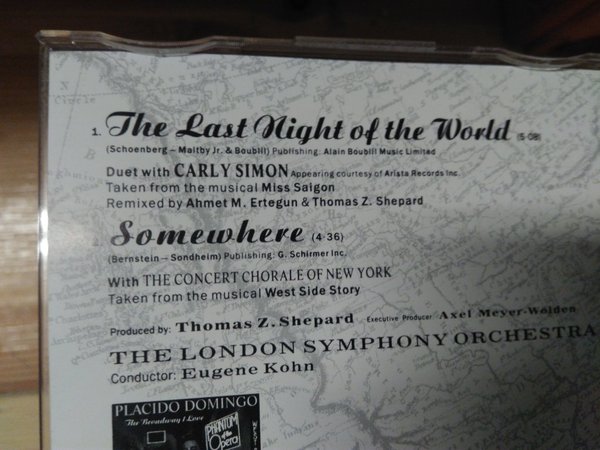 1. The Last Night of the World (5·08)
(Schoenberg – Maltby Jr. & Boublil) Publishing: Alain Boublil Music Limited
Duet with CARLY SIMON Appearing courtesy of Arista Records Inc.
Taken from the musical Miss Saigon
Remixed by Ahmet M. Ertegun & Thomas Z. Shepard
Somewhere (4·36)
(Bernstein – Sondheim) Publishing: G. Schirmer Inc.
With THE CONCERT CHORALE OF NEW YORK
Taken from the musical West Side Story
Produced by: Thomas Z. Shepard Executive Producer Axel Meyer-Wolden
THE LONDON SYMPHONY ORCHESTRA
Conductor: Eugene Kohn
PLACIDO DOMINGO
The Broadway I Love
PHANTOM
of the
Opera